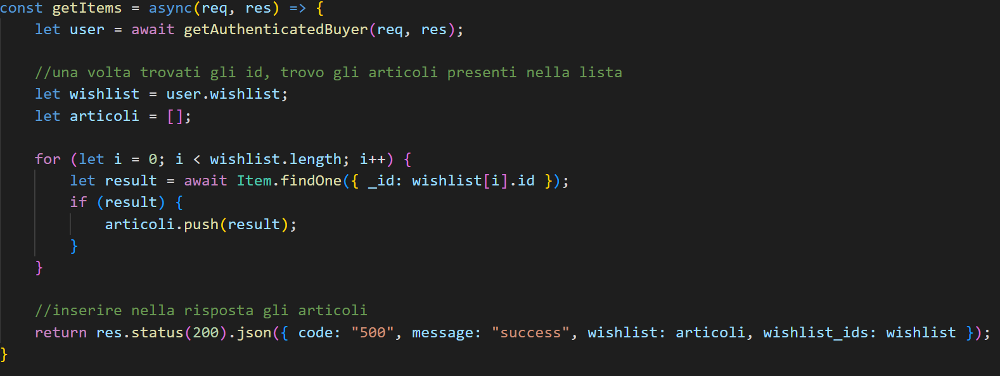 const getItems = async(req, res) => {
    let user = await getAuthenticatedBuyer(req, res);
    //una volta trovati gli id, trovo gli articoli presenti nella lista
    let wishlist = user.wishlist;
    let articoli = [];
    for (let i = 0; i < wishlist.length; i++) {
        let result = await Item.findOne({ _id: wishlist[i].id });
        if (result) {
            articoli.push(result);
        }
    }
    //inserire nella risposta gli articoli
    return res.status(200).json({ code: "500", message: "success", wishlist: articoli, wishlist_ids: wishlist });
}